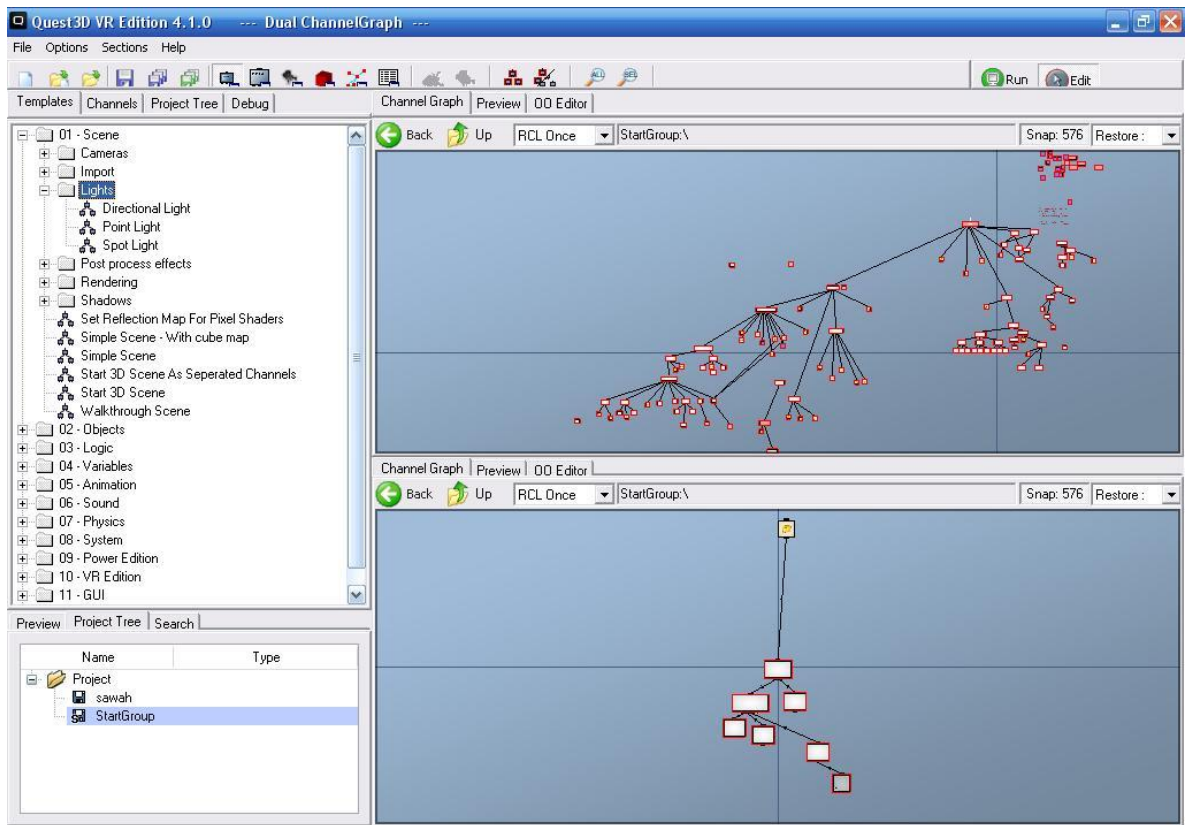 Quest3D VR Edition 4.1.0 --- Dual ChannelGraph ---
File Options Sections Help
Run Edit
Templates Channels Project Tree Debug
01 - Scene
Cameras
Import
Lights
Directional Light
Point Light
Spot Light
Post process effects
Rendering
Shadows
Set Reflection Map For Pixel Shaders
Simple Scene - With cube map
Simple Scene
Start 3D Scene As Seperated Channels
Start 3D Scene
Walkthrough Scene
02 - Objects
03 - Logic
04 - Variables
05 - Animation
06 - Sound
07 - Physics
08 - System
09 - Power Edition
10 - VR Edition
11 - GUI
Preview Project Tree Search
Name Type
Project
sawah
StartGroup
Channel Graph Preview OO Editor
Back Up RCL Once StartGroup:\ Snap: 576 Restore :
Channel Graph Preview OO Editor
Back Up RCL Once StartGroup:\ Snap: 576 Restore :